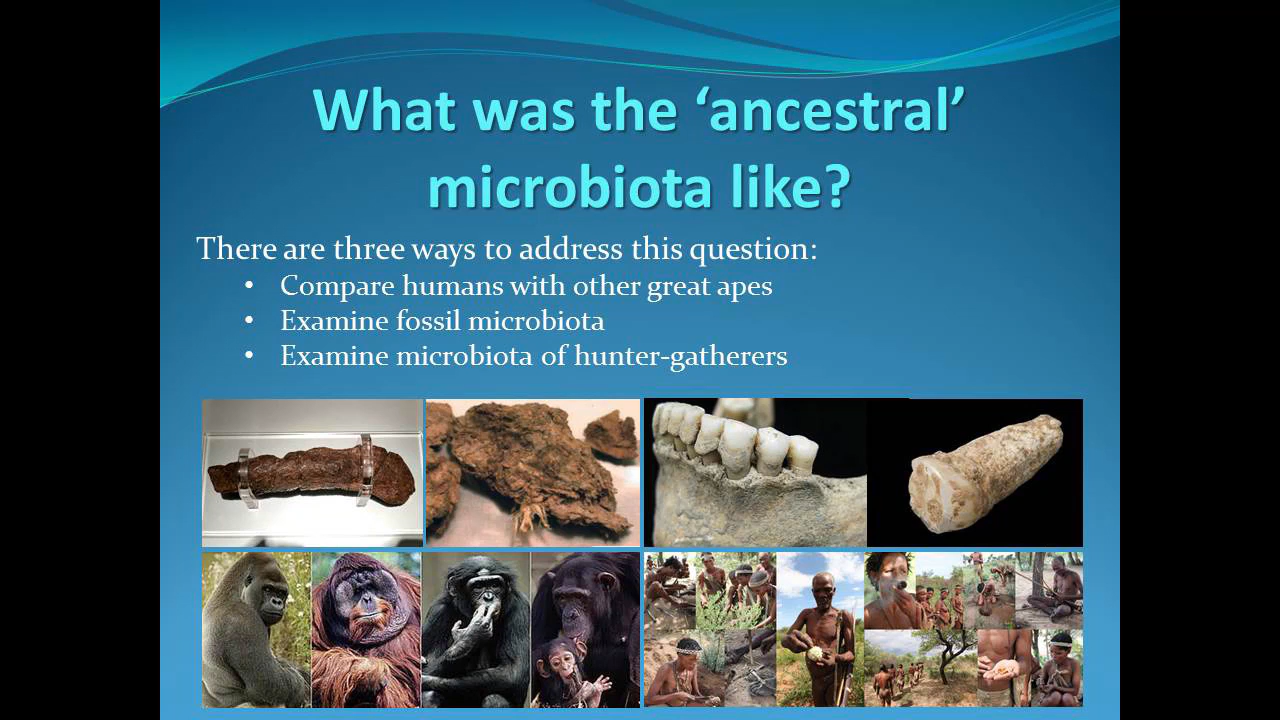 What was the ‘ancestral’
microbiota like?
There are three ways to address this question:
• Compare humans with other great apes
• Examine fossil microbiota
• Examine microbiota of hunter-gatherers